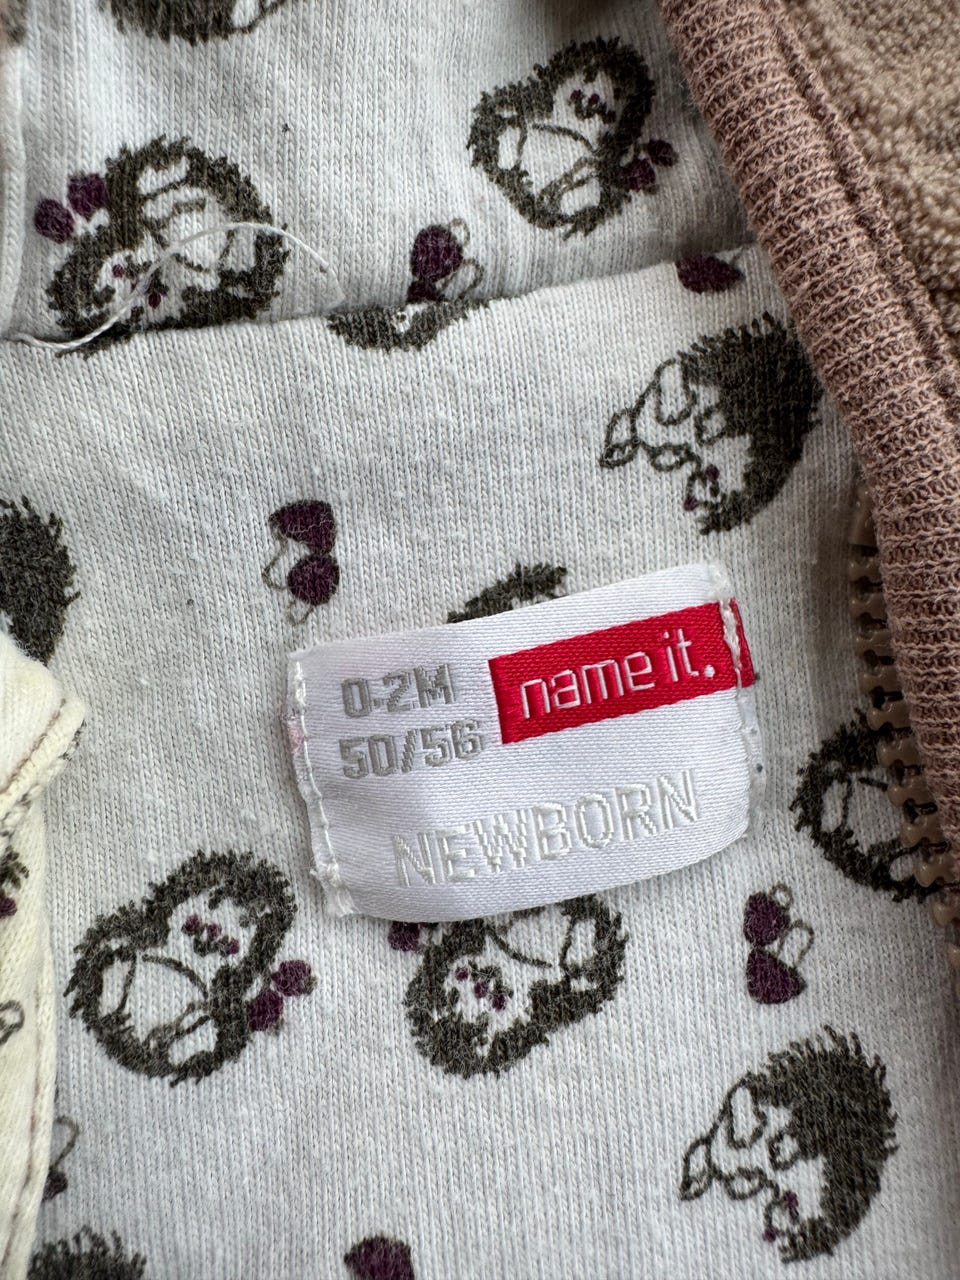 0-2M
50/56
name it.
NEWBORN